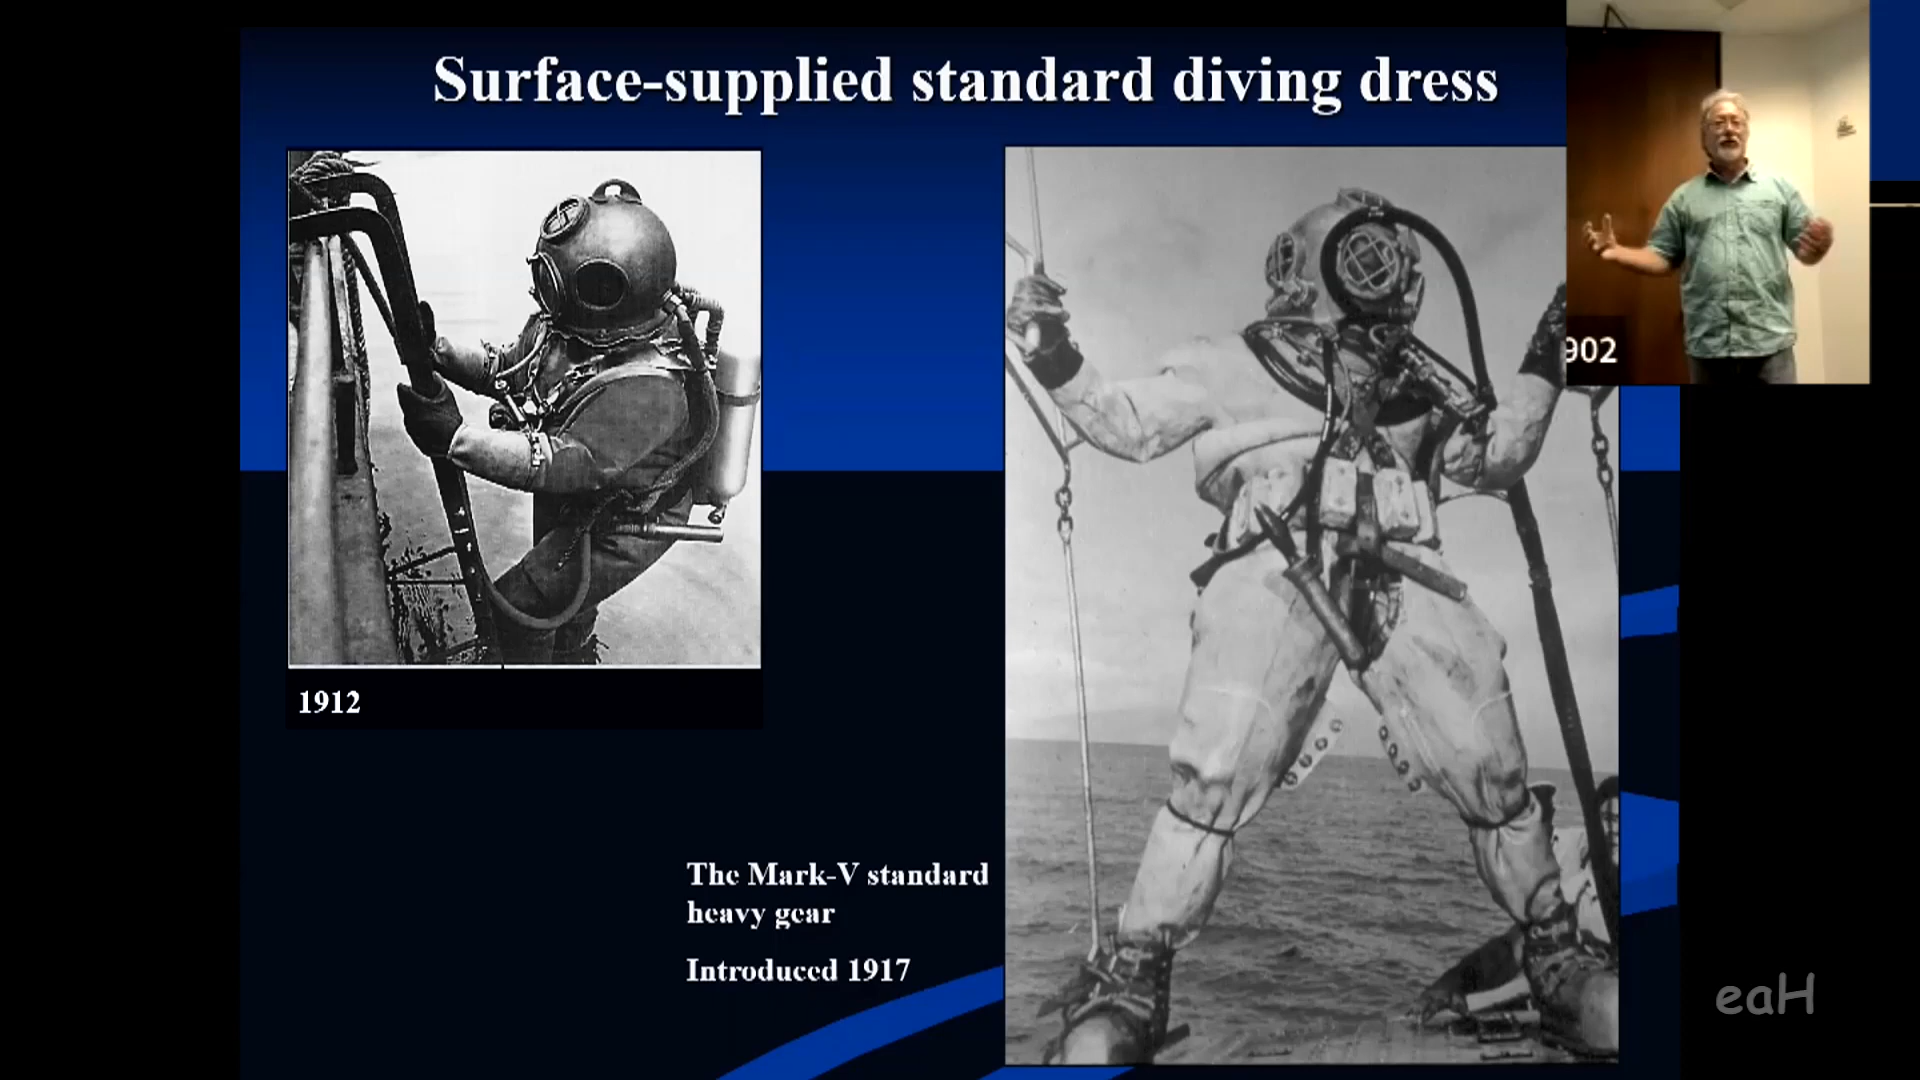 Surface-supplied standard diving dress
902
1912
The Mark-V standard
heavy gear
Introduced 1917
eaH